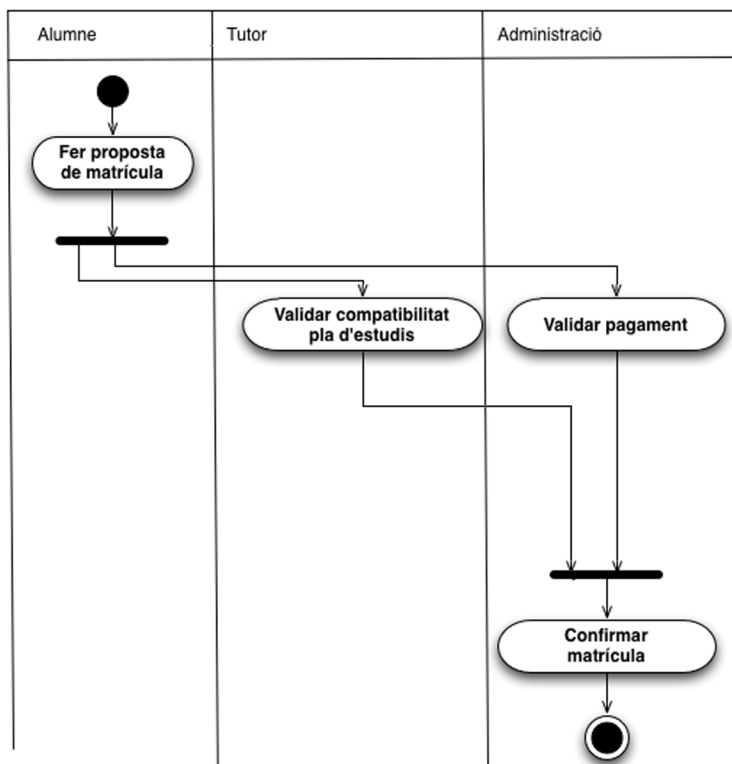 Alumne
Tutor
Administració
Fer proposta
de matrícula
Validar compatibilitat
pla d'estudis
Validar pagament
Confirmar
matrícula